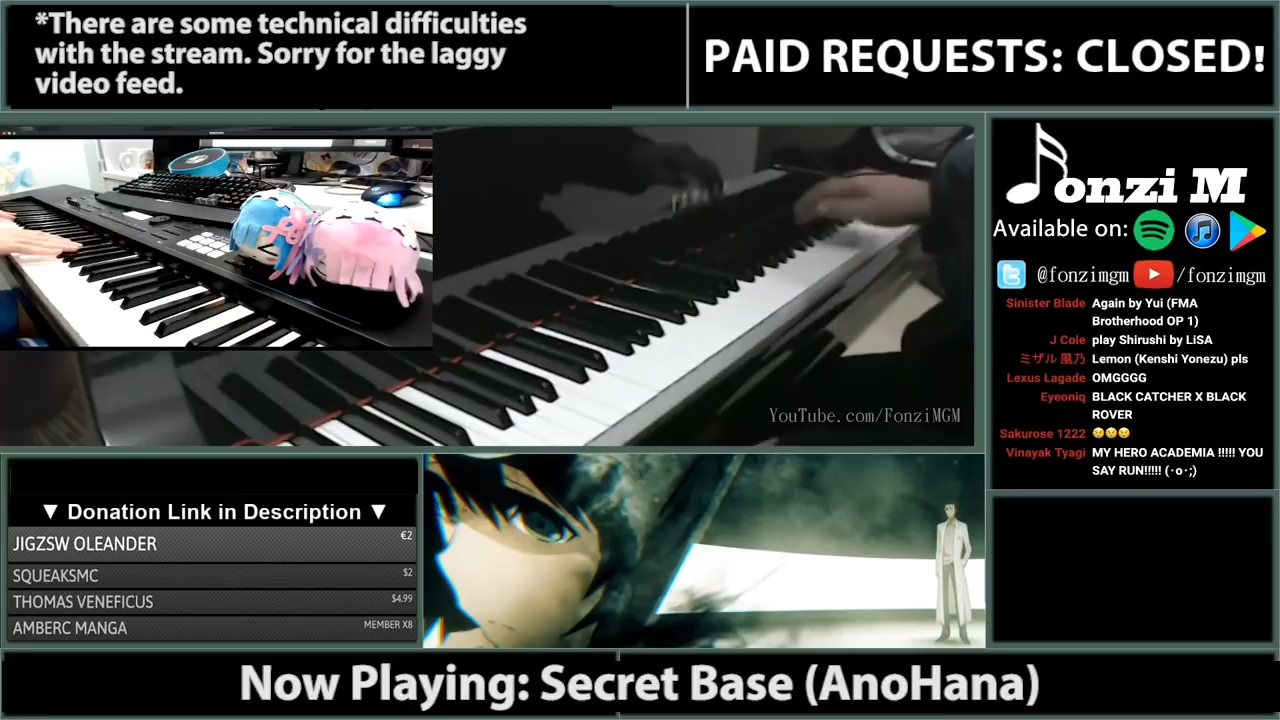 *There are some technical difficulties
with the stream. Sorry for the laggy
video feed.
PAID REQUESTS: CLOSED!
onzi M
Available on:
@fonzimgm
/fonzimgm
Sinister Blade Again by Yui (FMA
Brotherhood OP 1)
J Cole play Shirushi by LiSA
ミザル 風乃 Lemon (Kenshi Yonezu) pls
Lexus Lagade OMGGGG
Eyeoniq BLACK CATCHER X BLACK
ROVER
Sakurose 1222 😢😢😢
Vinayak Tyagi MY HERO ACADEMIA !!!!! YOU
SAY RUN!!!!! (･o･;)
YouTube.com/FonziMGM
▼ Donation Link in Description ▼
JIGZSW OLEANDER €2
SQUEAKSMC $2
THOMAS VENEFICUS $4.99
AMBERC MANGA MEMBER X8
Now Playing: Secret Base (AnoHana)